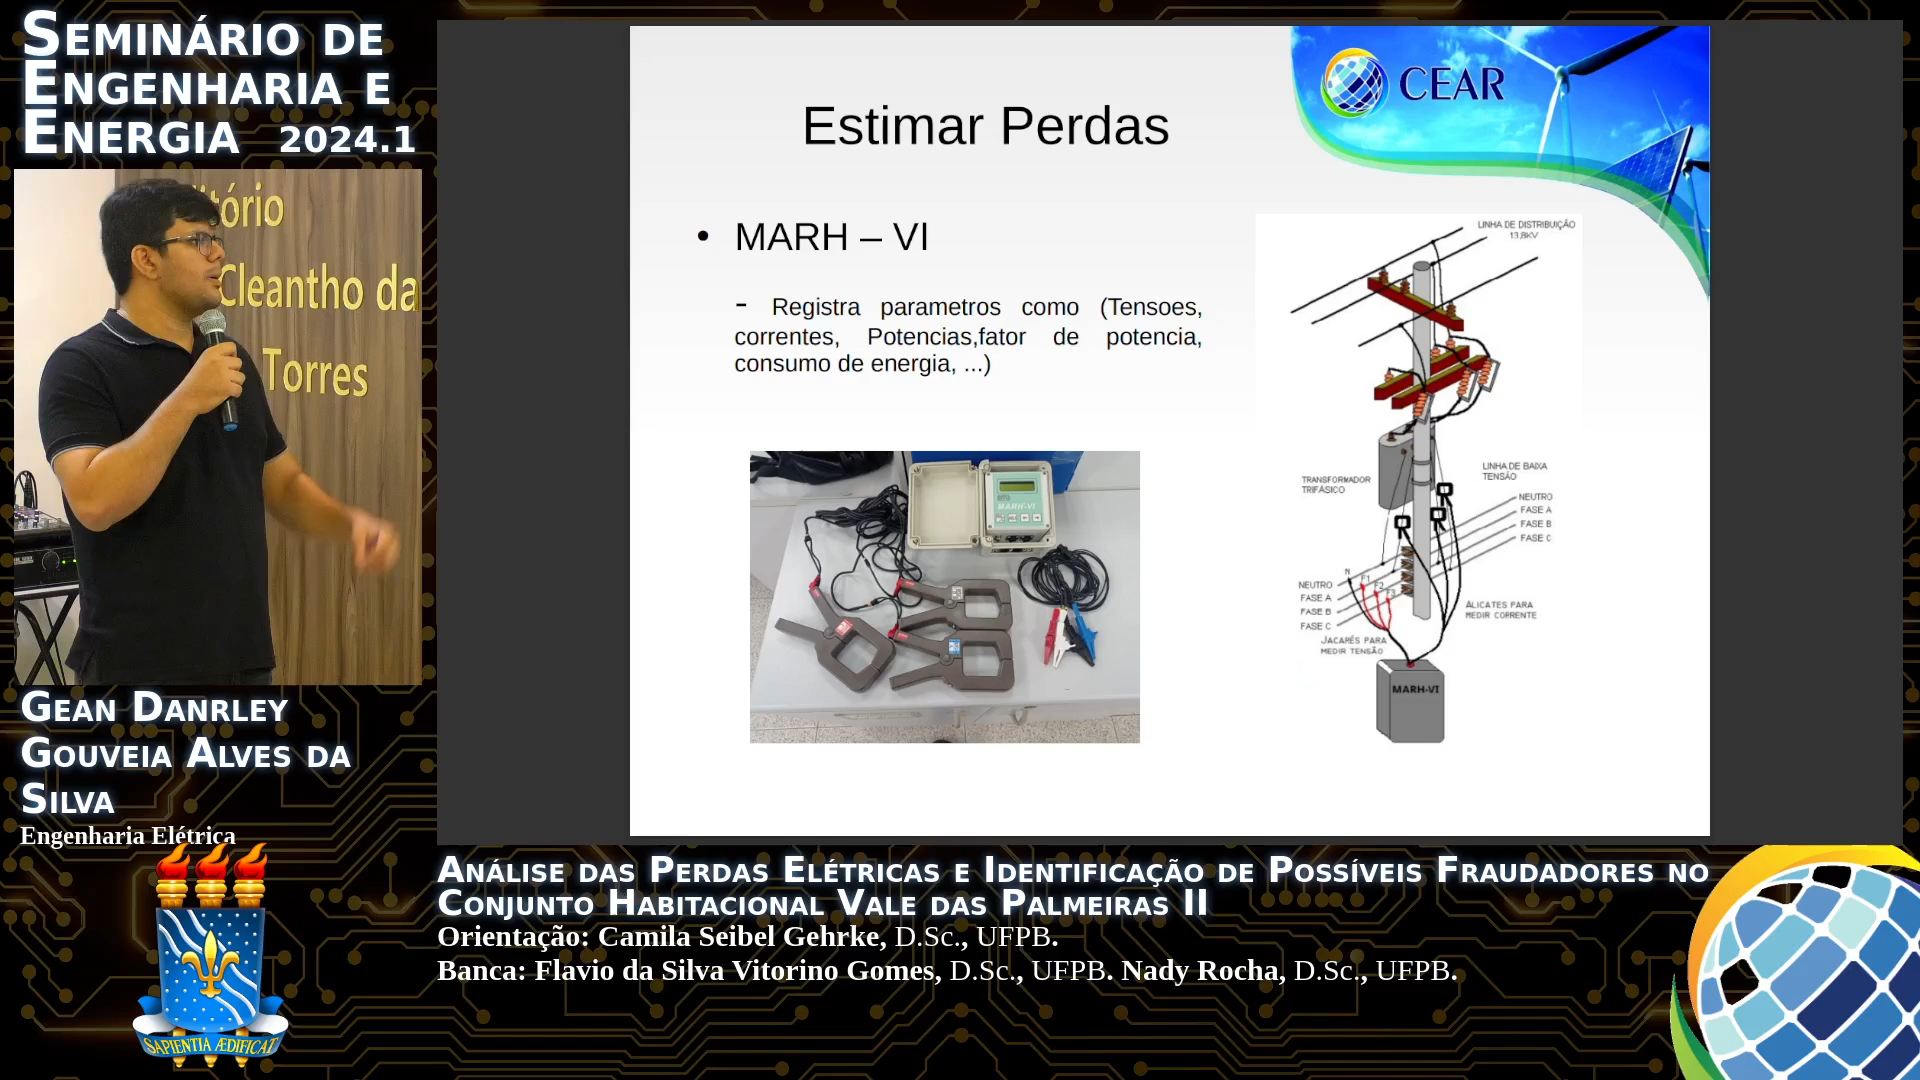 SEMINÁRIO DE
ENGENHARIA E
ENERGIA 2024.1
tório
Cleantho da
Torres
GEAN DANRLEY
GOUVEIA ALVES DA
SILVA
Engenharia Elétrica
SAPIENTIA ÆDIFICAT
CEAR
Estimar Perdas
• MARH – VI
- Registra parametros como (Tensoes,
correntes, Potencias,fator de potencia,
consumo de energia, ...)
MARH-VI
LINHA DE DISTRIBUIÇÃO
13,8KV
TRANSFORMADOR
TRIFÁSICO
LINHA DE BAIXA
TENSÃO
NEUTRO
FASE A
FASE B
FASE C
N
F1
F2
F3
NEUTRO
FASE A
FASE B
FASE C
ALICATES PARA
MEDIR CORRENTE
JACARÉS PARA
MEDIR TENSÃO
MARH-VI
ANÁLISE DAS PERDAS ELÉTRICAS E IDENTIFICAÇÃO DE POSSÍVEIS FRAUDADORES NO
CONJUNTO HABITACIONAL VALE DAS PALMEIRAS II
Orientação: Camila Seibel Gehrke, D.Sc., UFPB.
Banca: Flavio da Silva Vitorino Gomes, D.Sc., UFPB. Nady Rocha, D.Sc., UFPB.